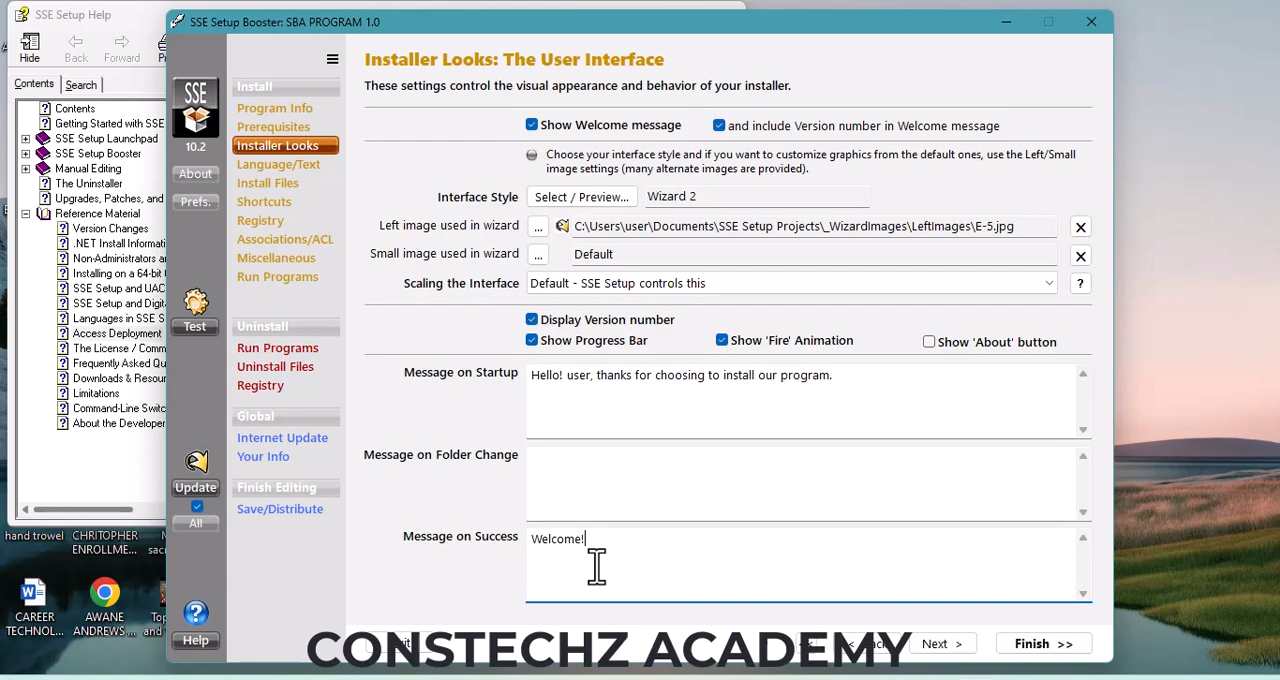 SSE Setup Help
Hide
Back
Forward
Contents
Search
Contents
Getting Started with SSE
SSE Setup Launchpad
SSE Setup Booster
Manual Editing
The Uninstaller
Upgrades, Patches, and
Reference Material
Version Changes
.NET Install Informati
Non-Administrators a
Installing on a 64-bit
SSE Setup and UAC
SSE Setup and Digita
Languages in SSE S
Access Deployment
The License / Comm
Frequently Asked Qu
Downloads & Resour
Limitations
Command-Line Switc
About the Developer
hand trowel
CHRITOPHER
ENROLLME...
CAREER
TECHNOL...
AWANE
ANDREWS ...
SSE Setup Booster: SBA PROGRAM 1.0
SSE
10.2
About
Prefs.
Test
Update
All
Help
Install
Program Info
Prerequisites
Installer Looks
Language/Text
Install Files
Shortcuts
Registry
Associations/ACL
Miscellaneous
Run Programs
Uninstall
Run Programs
Uninstall Files
Registry
Global
Internet Update
Your Info
Finish Editing
Save/Distribute
Installer Looks: The User Interface
These settings control the visual appearance and behavior of your installer.
Show Welcome message
and include Version number in Welcome message
Choose your interface style and if you want to customize graphics from the default ones, use the Left/Small
image settings (many alternate images are provided).
Interface Style
Select / Preview...
Wizard 2
Left image used in wizard
...
C:\Users\user\Documents\SSE Setup Projects\_WizardImages\LeftImages\E-5.jpg
Small image used in wizard
...
Default
Scaling the Interface
Default - SSE Setup controls this
?
Display Version number
Show Progress Bar
Show 'Fire' Animation
Show 'About' button
Message on Startup
Hello! user, thanks for choosing to install our program.
Message on Folder Change
Message on Success
Welcome!
Next >
Finish >>
CONSTECHZ ACADEMY